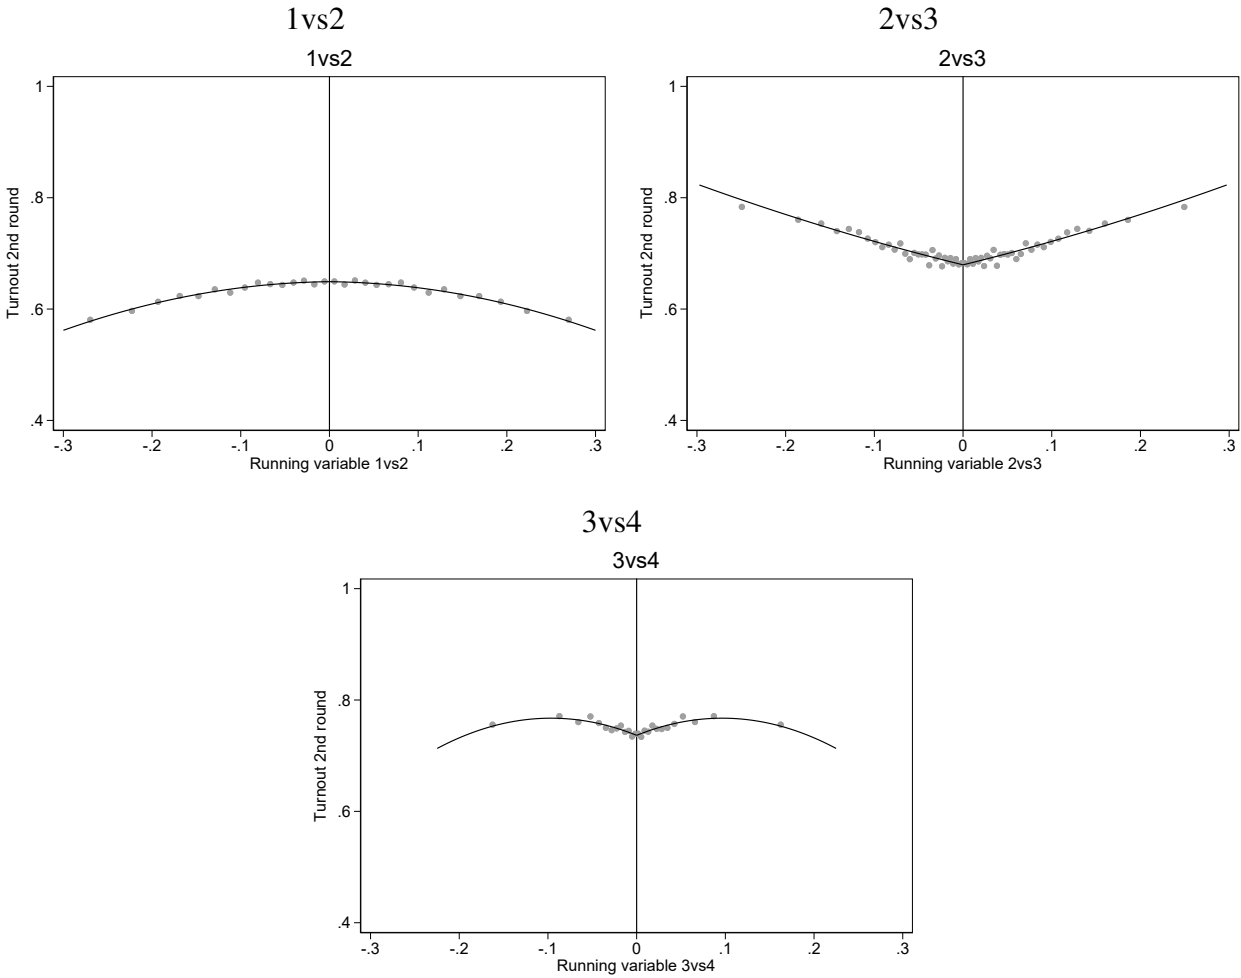 1vs2
1vs2
1
.8
.6
.4
Turnout 2nd round
-.3 -.2 -.1 0 .1 .2 .3
Running variable 1vs2
2vs3
2vs3
1
.8
.6
.4
Turnout 2nd round
-.3 -.2 -.1 0 .1 .2 .3
Running variable 2vs3
3vs4
3vs4
1
.8
.6
.4
Turnout 2nd round
-.3 -.2 -.1 0 .1 .2 .3
Running variable 3vs4